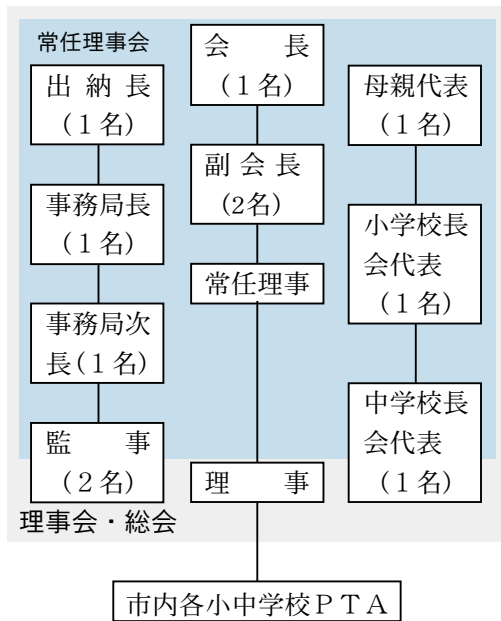 常任理事会
出 納 長
(１名)
事務局長
(１名)
事務局次
長(１名)
監　　事
(２名)
会　　長
(１名)
副 会 長
(2名)
常任理事
理　　事
母親代表
(１名)
小学校長
会代表
(１名)
中学校長
会代表
(１名)
理事会・総会
市内各小中学校ＰＴＡ